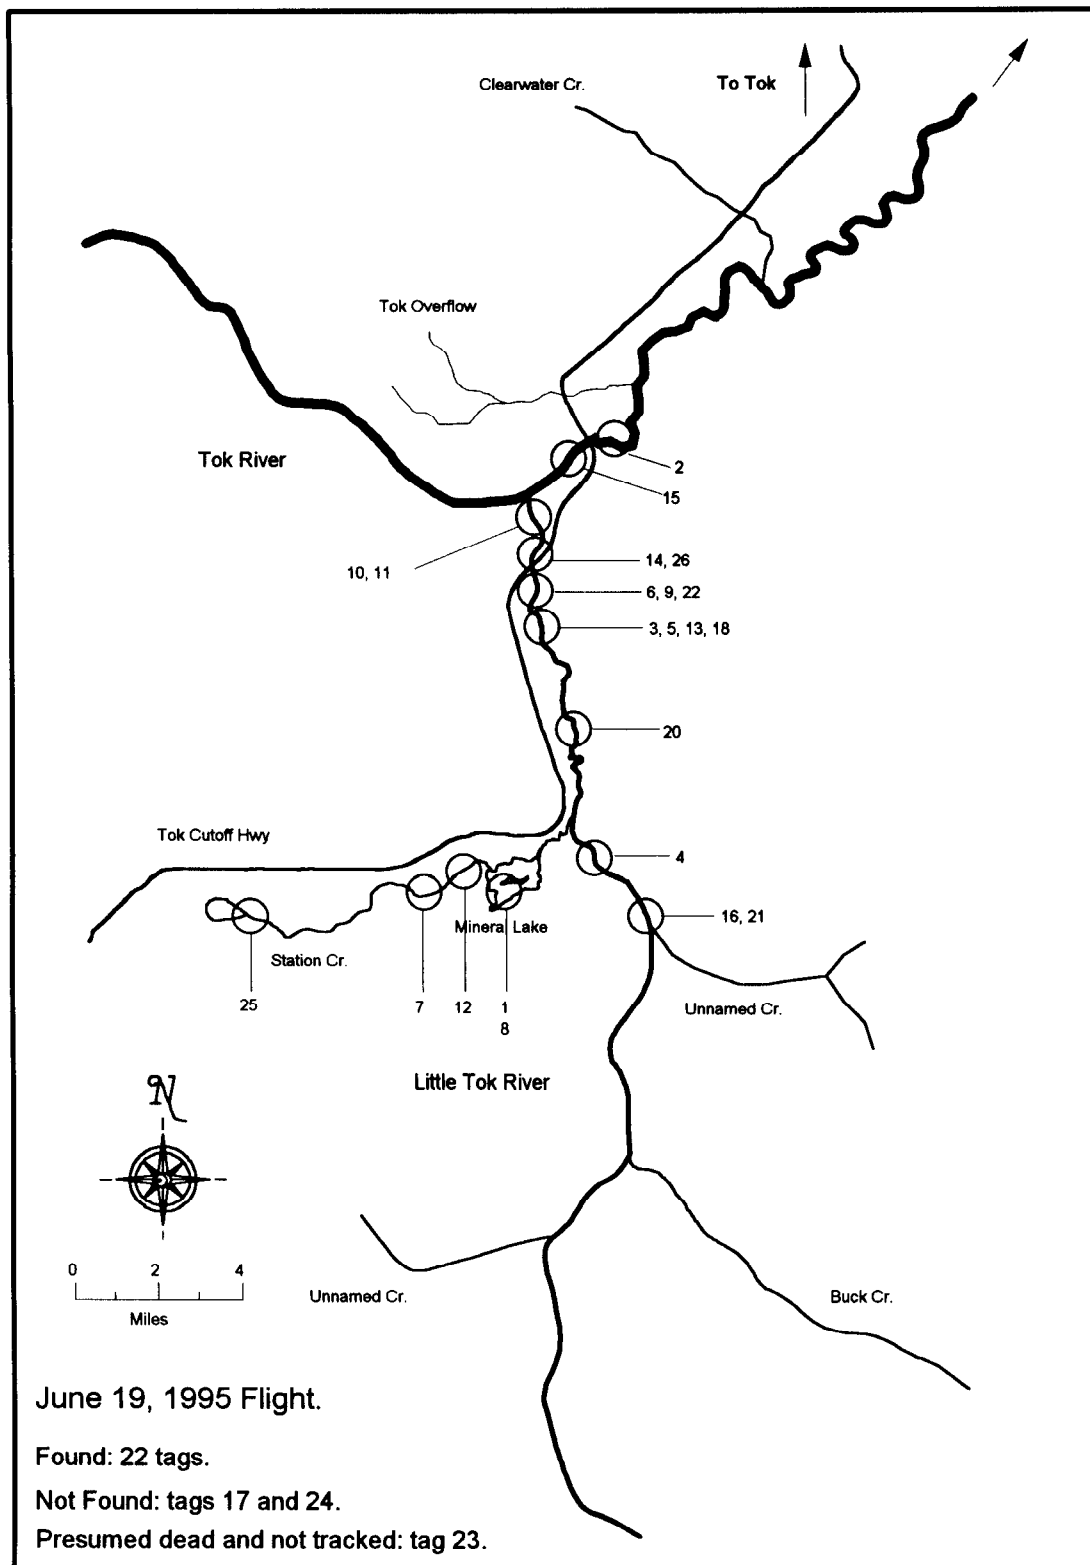 Clearwater Cr.
To Tok
Tok Overflow
Tok River
2
15
10, 11
14, 26
6, 9, 22
3, 5, 13, 18
20
Tok Cutoff Hwy
4
16, 21
Mineral Lake
Station Cr.
25
7
12
1
8
Unnamed Cr.
Little Tok River
N
0
2
4
Miles
Unnamed Cr.
Buck Cr.
June 19, 1995 Flight.
Found: 22 tags.
Not Found: tags 17 and 24.
Presumed dead and not tracked: tag 23.